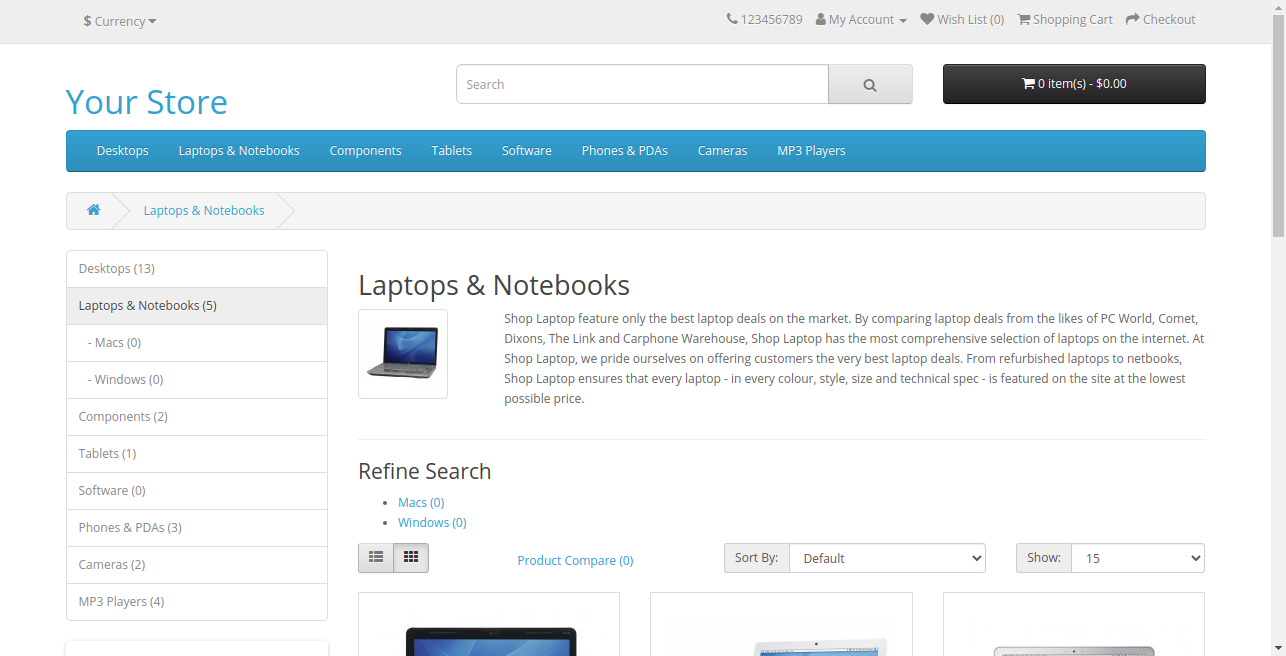 $ Currency
123456789
My Account
Wish List (0)
Shopping Cart
Checkout
Your Store
Search
0 item(s) - $0.00
Desktops
Laptops & Notebooks
Components
Tablets
Software
Phones & PDAs
Cameras
MP3 Players
Laptops & Notebooks
Desktops (13)
Laptops & Notebooks (5)
- Macs (0)
- Windows (0)
Components (2)
Tablets (1)
Software (0)
Phones & PDAs (3)
Cameras (2)
MP3 Players (4)
Laptops & Notebooks
Shop Laptop feature only the best laptop deals on the market. By comparing laptop deals from the likes of PC World, Comet,
Dixons, The Link and Carphone Warehouse, Shop Laptop has the most comprehensive selection of laptops on the internet. At
Shop Laptop, we pride ourselves on offering customers the very best laptop deals. From refurbished laptops to netbooks,
Shop Laptop ensures that every laptop - in every colour, style, size and technical spec - is featured on the site at the lowest
possible price.
Refine Search
Macs (0)
Windows (0)
Product Compare (0)
Sort By:
Default
Show:
15